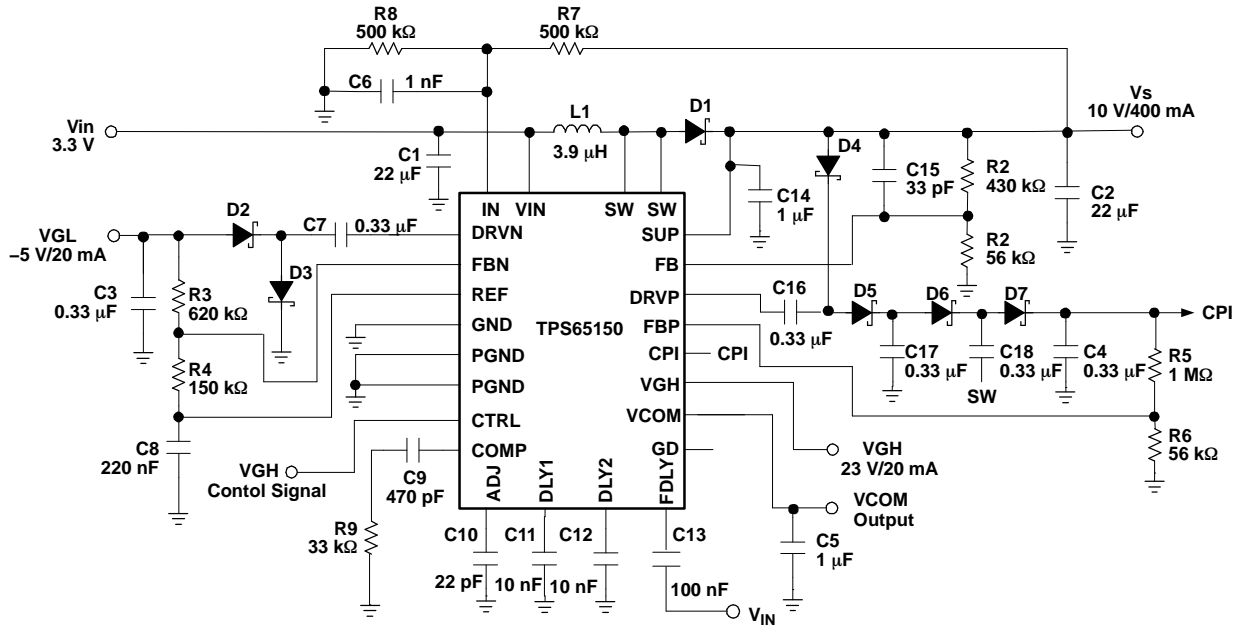 R8
500 kΩ
R7
500 kΩ
C6
1 nF
Vin
3.3 V
C1
22 μF
L1
3.9 μH
D1
Vs
10 V/400 mA
D4
C15
33 pF
R2
430 kΩ
C2
22 μF
C14
1 μF
R2
56 kΩ
VGL
–5 V/20 mA
D2
C7
0.33 μF
D3
C3
0.33 μF
R3
620 kΩ
R4
150 kΩ
C8
220 nF
IN
VIN
SW
SW
DRVN
SUP
FBN
FB
REF
DRVP
GND
TPS65150
FBP
PGND
CPI
CPI
PGND
VGH
CTRL
VCOM
COMP
GD
ADJ
DLY1
DLY2
FDLY
C16
0.33 μF
D5
D6
D7
CPI
C17
0.33 μF
C18
0.33 μF
SW
C4
0.33 μF
R5
1 MΩ
R6
56 kΩ
VGH
Contol Signal
C9
470 pF
R9
33 kΩ
VGH
23 V/20 mA
VCOM
Output
C5
1 μF
C10
22 pF
C11
10 nF
C12
10 nF
C13
100 nF
VIN